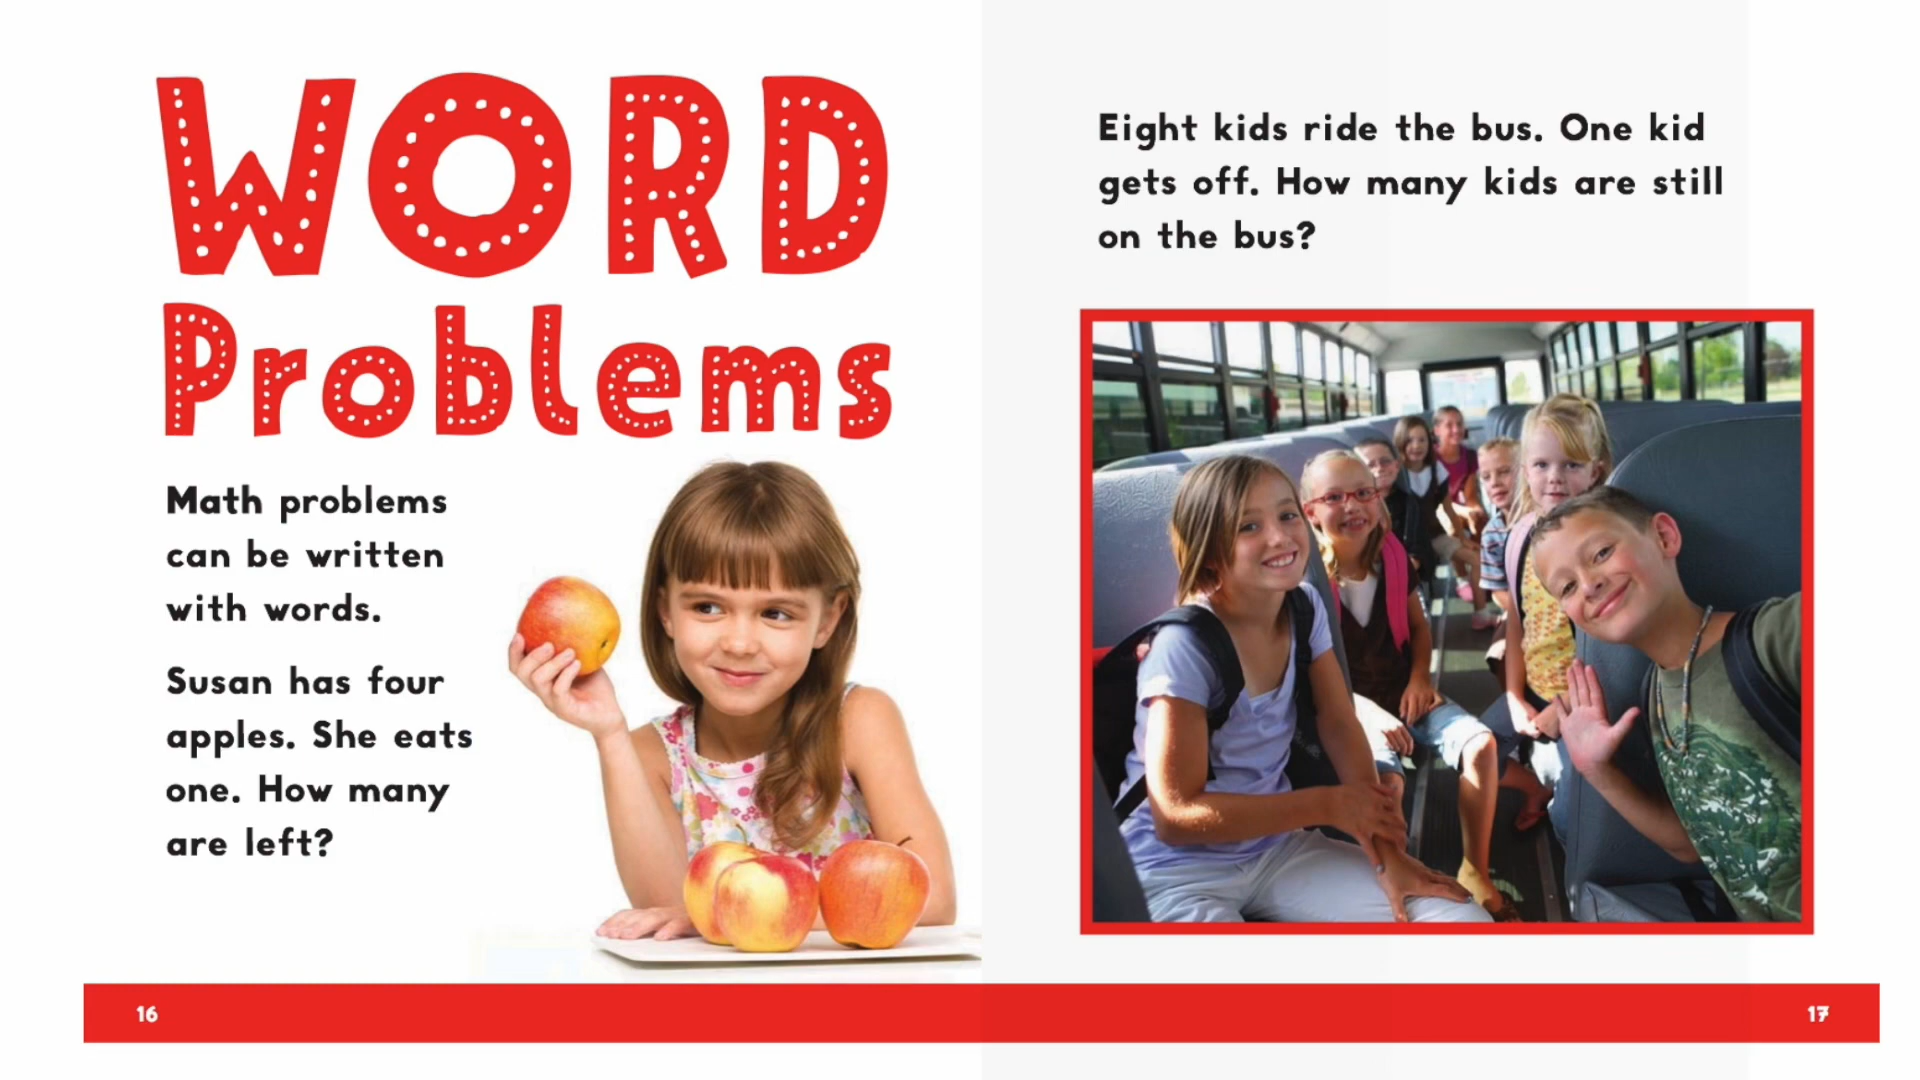 WORD
Problems
Math problems
can be written
with words.
Susan has four
apples. She eats
one. How many
are left?
16
Eight kids ride the bus. One kid
gets off. How many kids are still
on the bus?
17